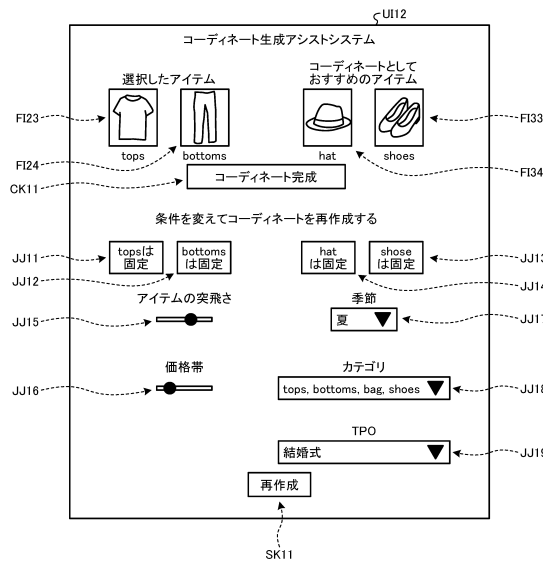 UI12
コーディネート生成アシストシステム
選択したアイテム
コーディネートとして
おすすめのアイテム
FI23
FI33
tops
bottoms
hat
shoes
FI24
FI34
CK11
コーディネート完成
条件を変えてコーディネートを再作成する
JJ11
topsは
固定
bottoms
は固定
hat
は固定
shose
は固定
JJ13
JJ12
JJ14
アイテムの突飛さ
季節
JJ15
夏
JJ17
価格帯
カテゴリ
JJ16
tops, bottoms, bag, shoes
JJ18
TPO
結婚式
JJ19
再作成
SK11